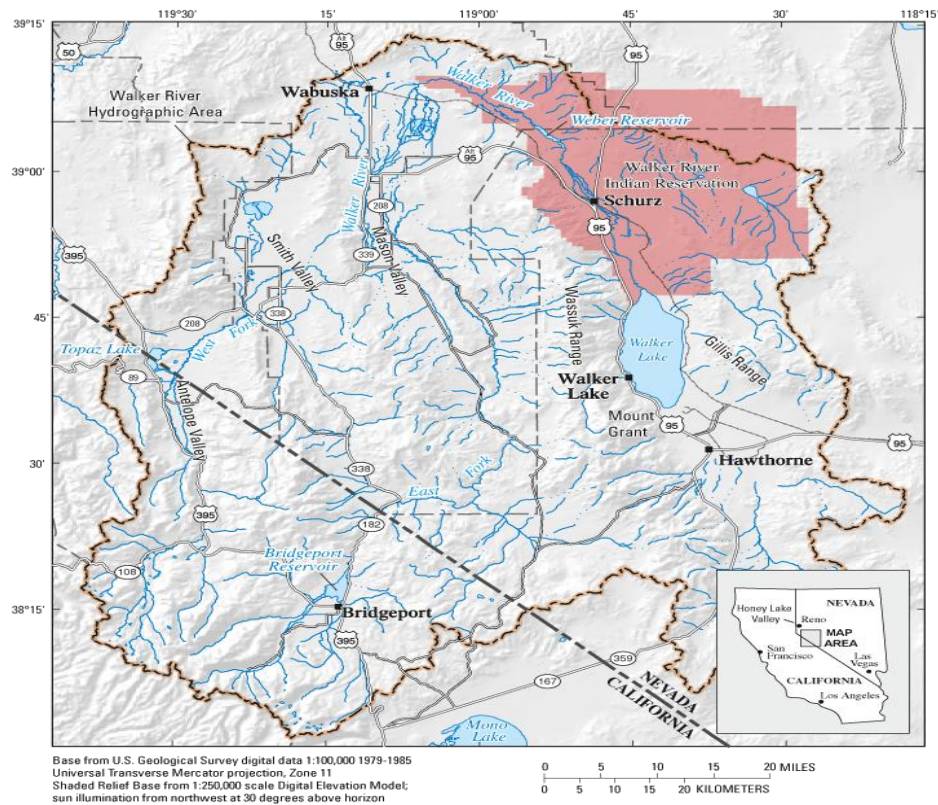 119°30'
15'
119°00'
45'
30'
118°15'
39°15'
50
Alt
95
95
Walker River
Hydrographic Area
Wabuska
Walker River
Weber Reservoir
39°00'
Alt
95
Walker River
Indian Reservation
Schurz
208
95
Walker River
Mason Valley
Smith Valley
395
339
45'
208
West Fork
338
Wassuk Range
Walker
Lake
Gillis Range
Topaz Lake
89
Antelope Valley
Walker
Lake
Mount
Grant
95
95
Hawthorne
30'
338
East Fork
395
182
Bridgeport
Reservoir
108
38°15'
Bridgeport
395
359
167
NEVADA
CALIFORNIA
Mono
Lake
Honey Lake
Valley
NEVADA
Reno
MAP
AREA
San
Francisco
Las
Vegas
CALIFORNIA
Los Angeles
Base from U.S. Geological Survey digital data 1:100,000 1979-1985
Universal Transverse Mercator projection, Zone 11
Shaded Relief Base from 1:250,000 scale Digital Elevation Model;
sun illumination from northwest at 30 degrees above horizon
0 5 10 15 20 MILES
0 5 10 15 20 KILOMETERS